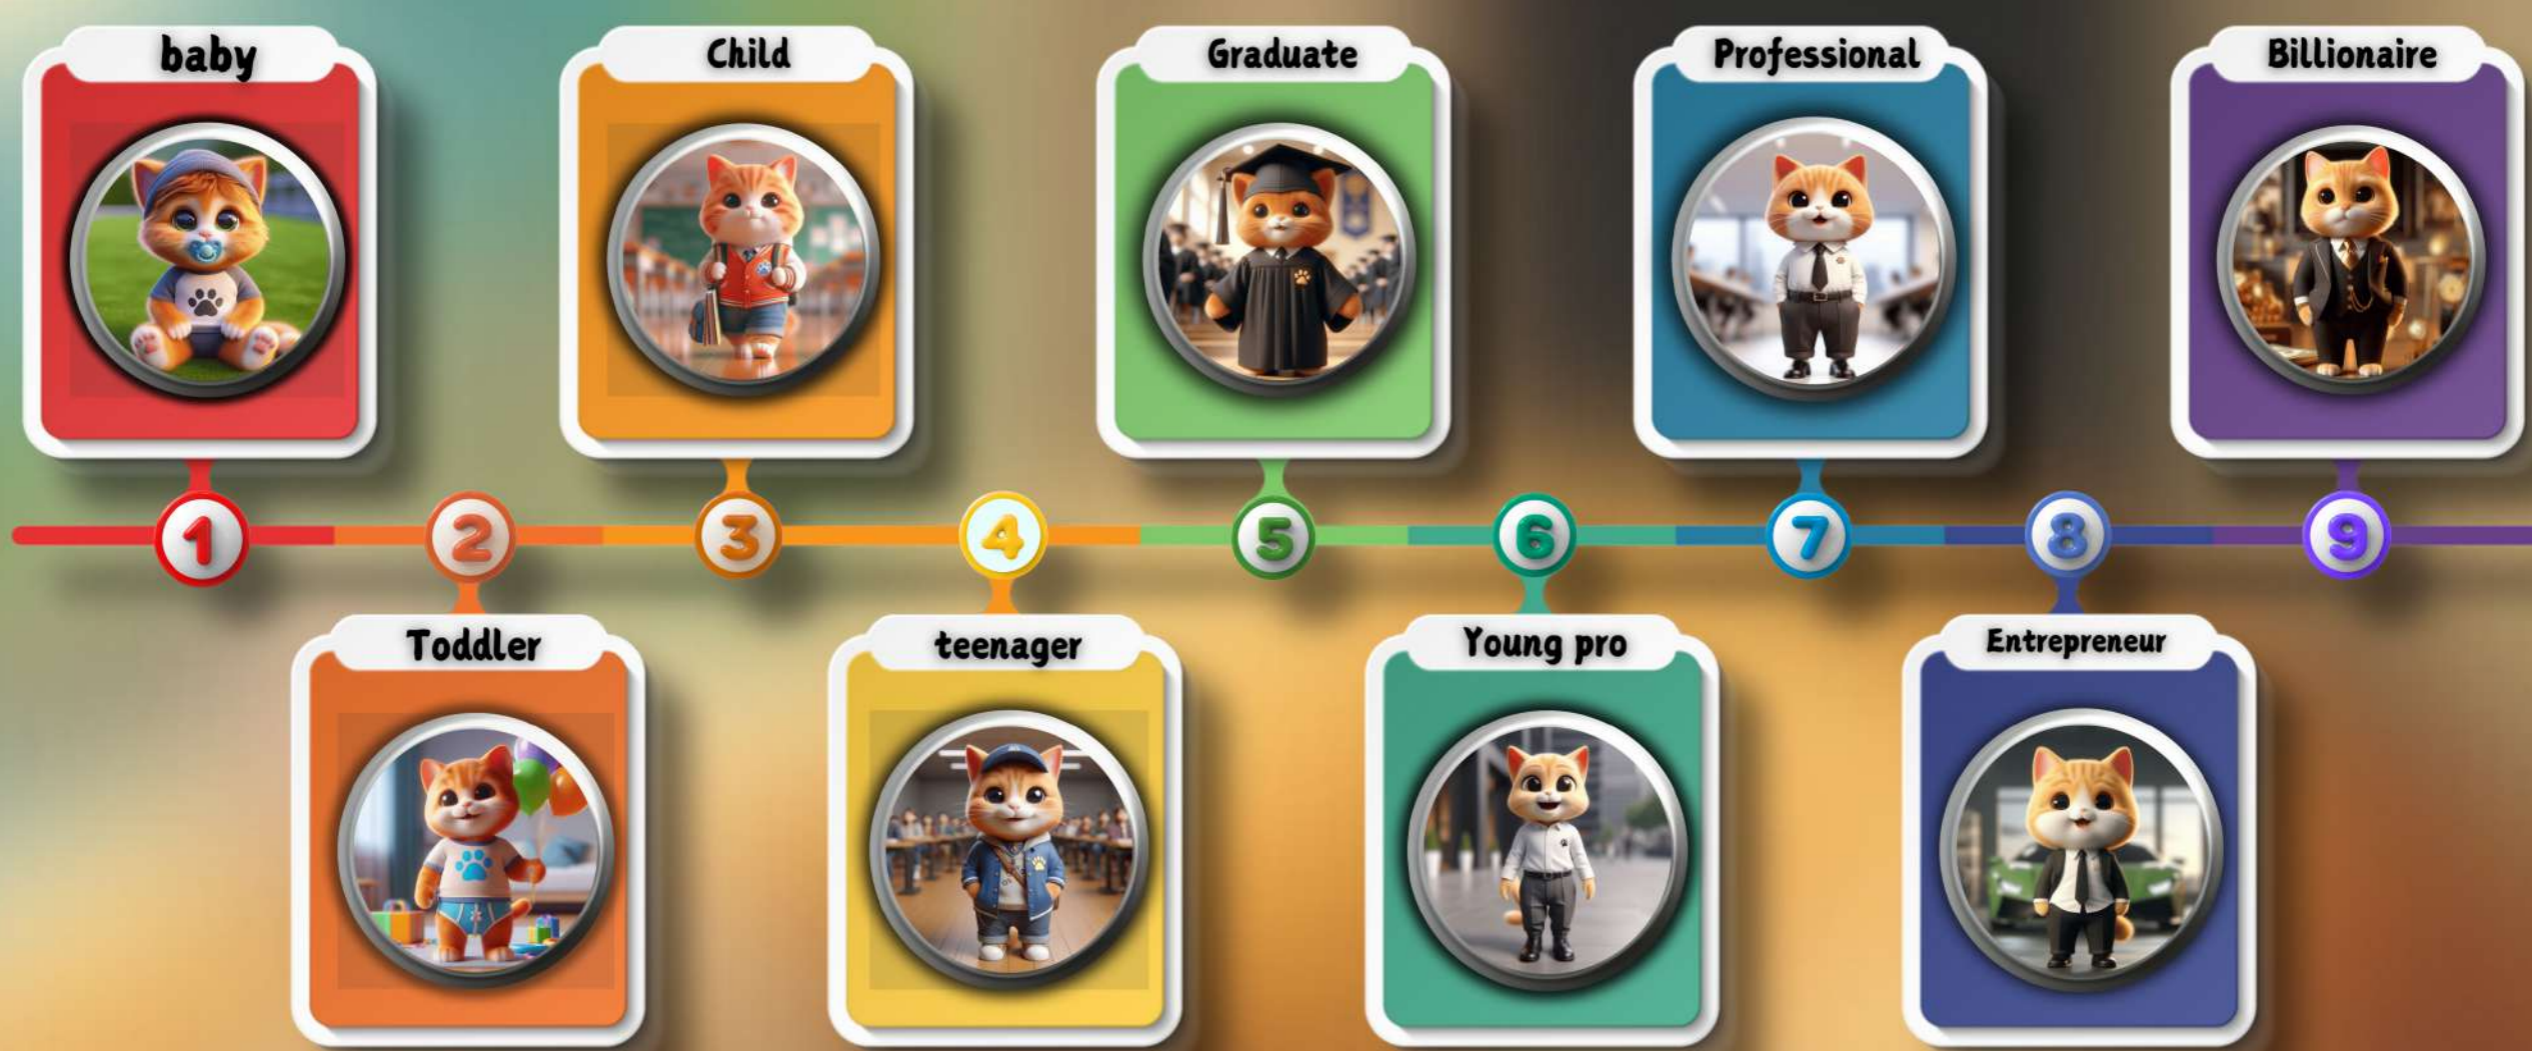 baby
Child
Graduate
Professional
Billionaire
1
2
3
4
5
6
7
8
9
Toddler
teenager
Young pro
Entrepreneur